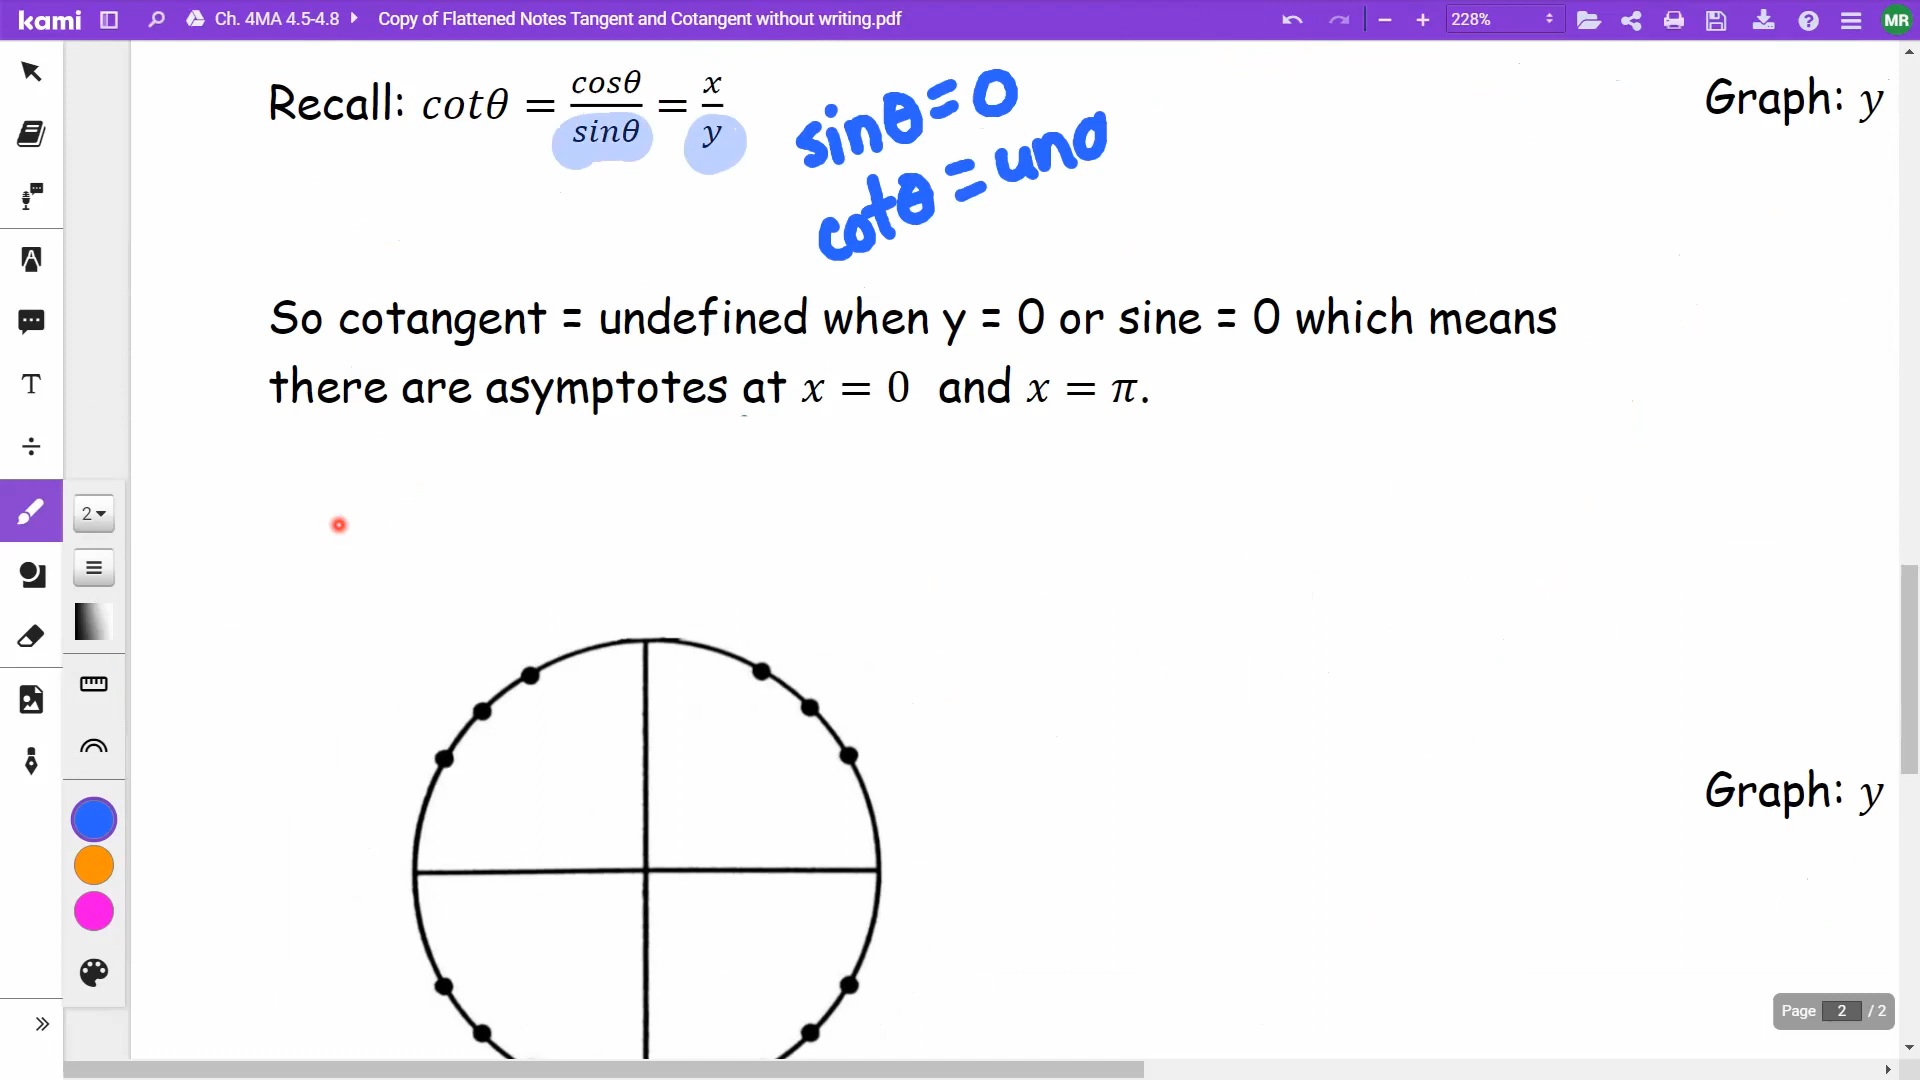 kami Ch. 4MA 4.5-4.8 Copy of Flattened Notes Tangent and Cotangent without writing.pdf 228% MR
Recall: cotθ = cosθ/sinθ = x/y
sinθ=0
cotθ=und
Graph: y
So cotangent = undefined when y = 0 or sine = 0 which means
there are asymptotes at x = 0 and x = π.
2
Graph: y
Page 2 / 2